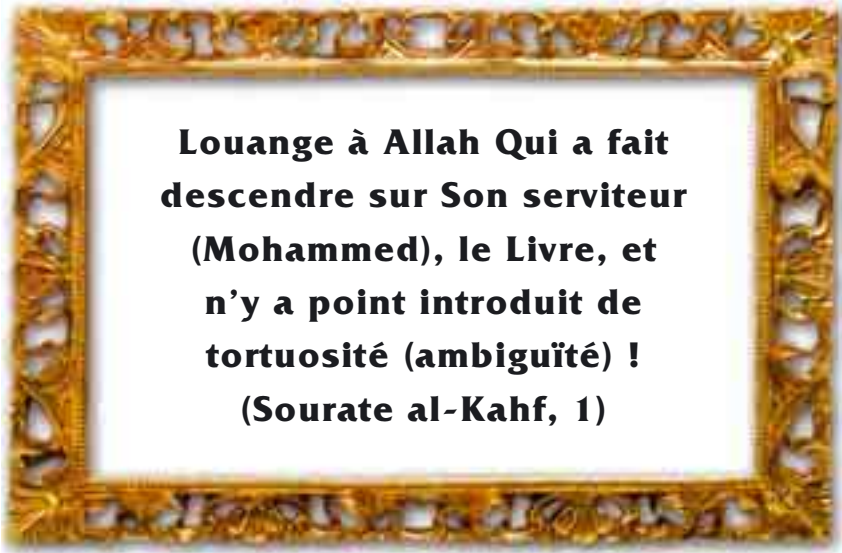 Louange à Allah Qui a fait
descendre sur Son serviteur
(Mohammed), le Livre, et
n’y a point introduit de
tortuosité (ambiguïté) !
(Sourate al-Kahf, 1)